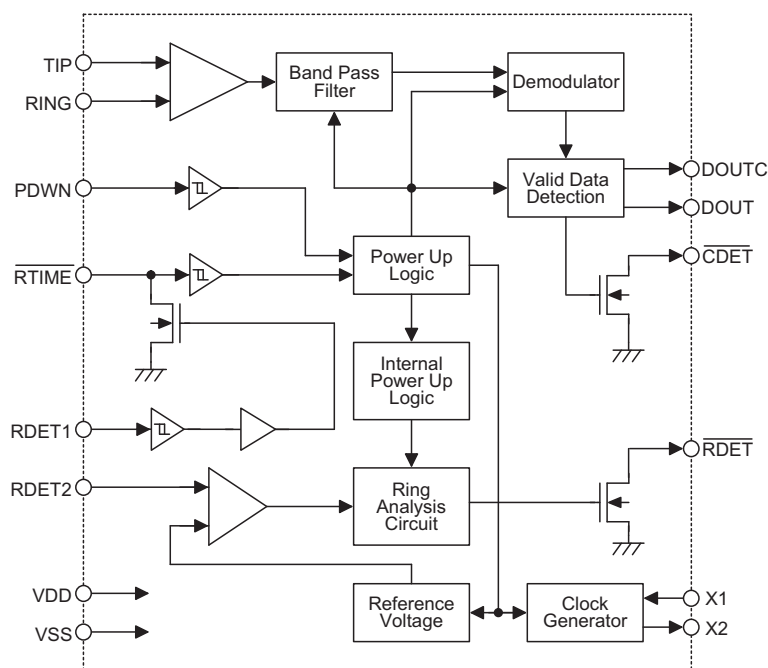 TIP
RING
PDWN
RTIME
RDET1
RDET2
VDD
VSS
Band Pass
Filter
Demodulator
Valid Data
Detection
Power Up
Logic
Internal
Power Up
Logic
Ring
Analysis
Circuit
Reference
Voltage
Clock
Generator
DOUTC
DOUT
CDET
RDET
X1
X2